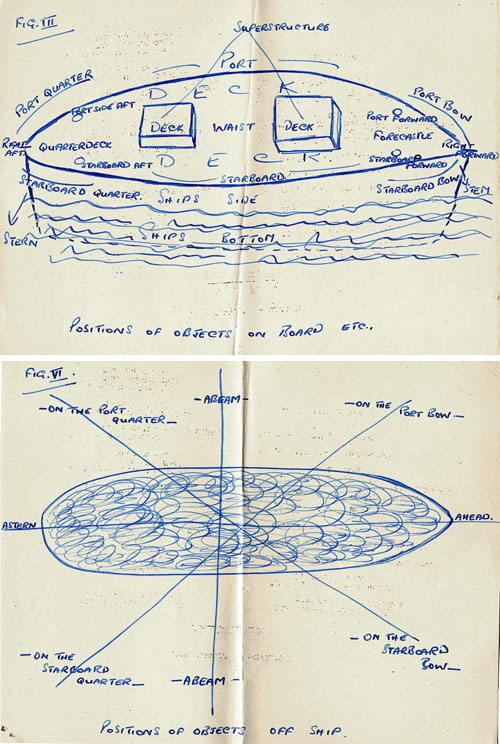 FIG. III
SUPERSTRUCTURE
PORT
PORT QUARTER
D E C K
PORT BOW
PORTSIDE AFT
DECK
WAIST
DECK
PORT FORWARD
FORECASTLE
RIGHT AFT
QUARTERDECK
RIGHT FORWARD
STARBOARD AFT
D E C K.
STARBOARD FORWARD
STARBOARD QUARTER.
SHIPS SIDE
STARBOARD.
STARBOARD BOW
STEM
STERN
SHIPS BOTTOM
POSITIONS OF OBJECTS ON BOARD ETC.,
FIG. VI.
—ON THE PORT
QUARTER—
—ABEAM—
—ON THE
PORT BOW—
ASTERN
AHEAD.
—ON THE
STARBOARD
QUARTER—
—ABEAM—
—ON THE
STARBOARD
BOW—
POSITIONS OF OBJECTS OFF SHIP.